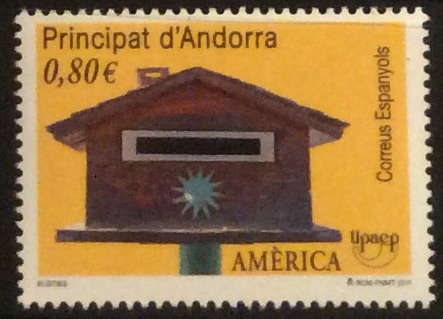 Principat d'Andorra
0,80€
Correus Espanyols
Upaep
AMÈRICA